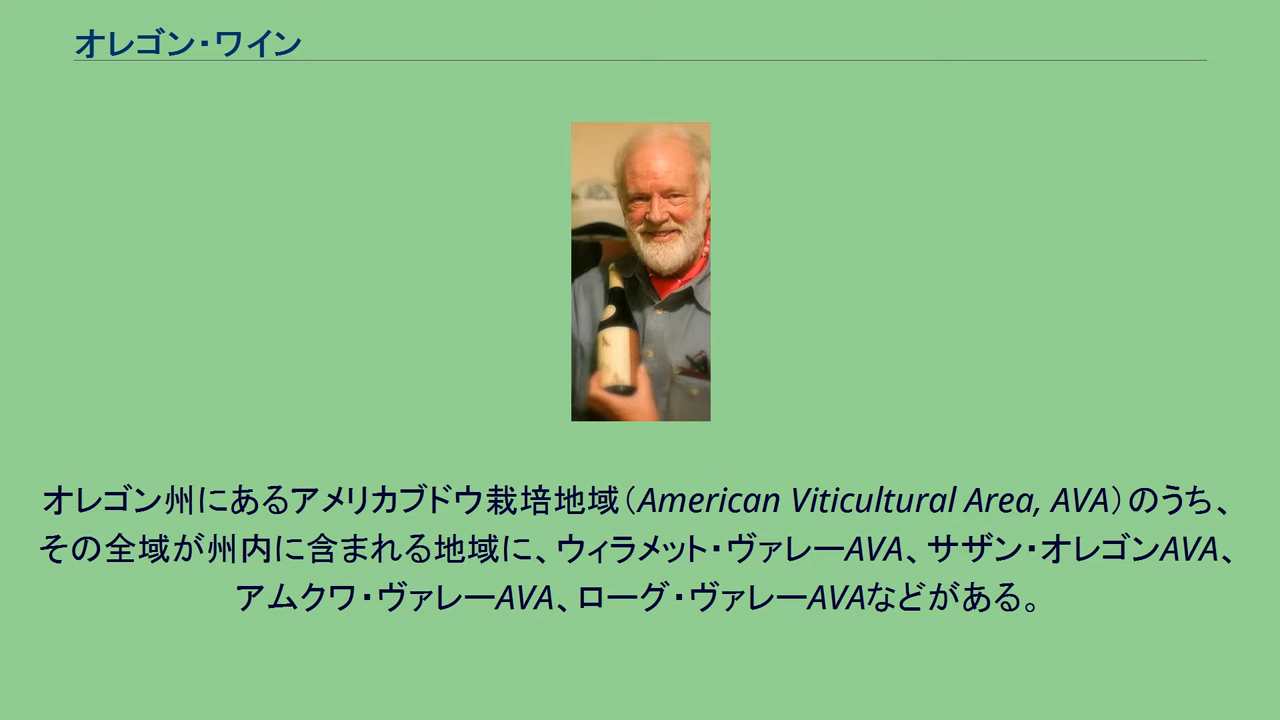 オレゴン・ワイン
オレゴン州にあるアメリカブドウ栽培地域（American Viticultural Area, AVA）のうち、
その全域が州内に含まれる地域に、ウィラメット・ヴァレーAVA、サザン・オレゴンAVA、
アムクワ・ヴァレーAVA、ローグ・ヴァレーAVAなどがある。